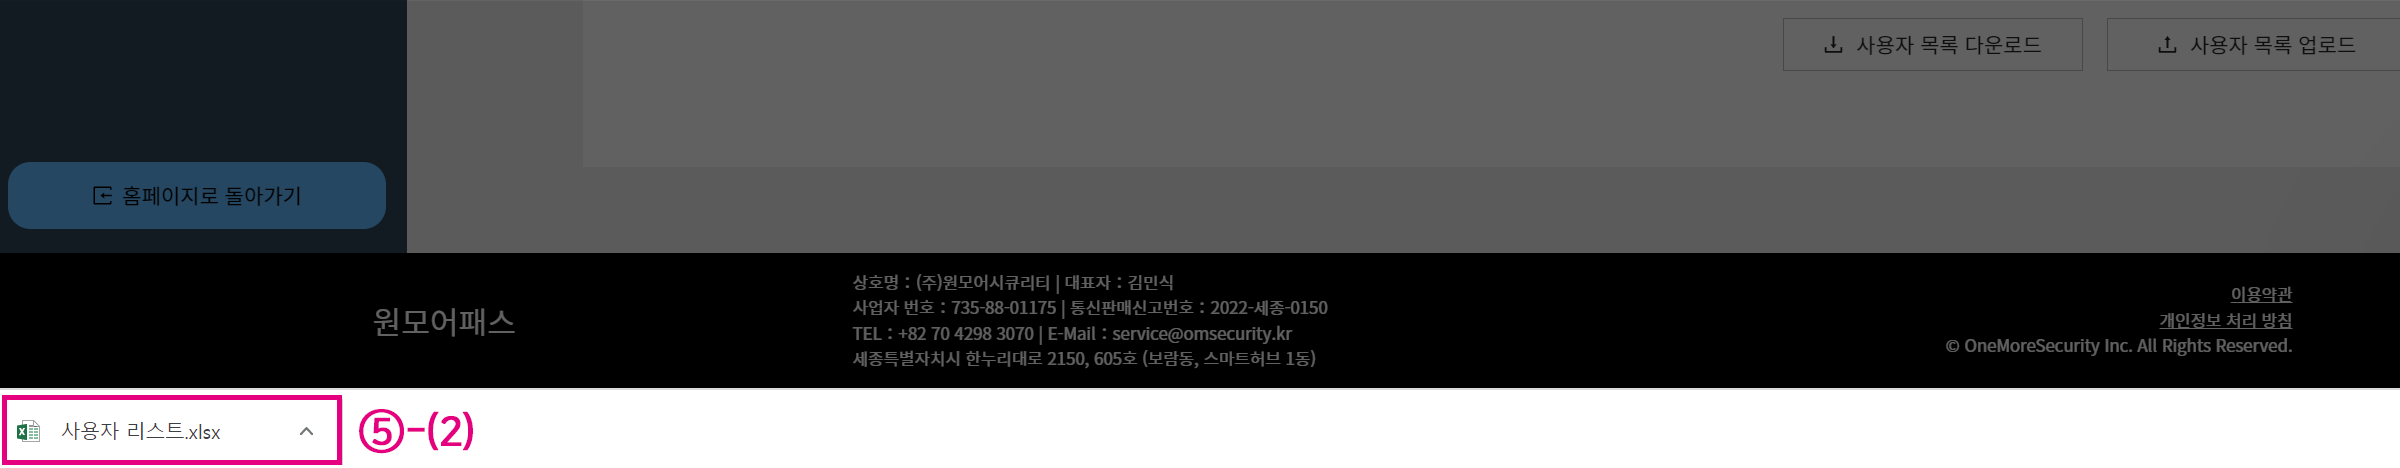 사용자 목록 다운로드
사용자 목록 업로드
홈페이지로 돌아가기
원모어패스
상호명 : (주)원모어시큐리티 | 대표자 : 김민식
사업자 번호 : 735-88-01175 | 통신판매신고번호 : 2022-세종-0150
TEL : +82 70 4298 3070 | E-Mail : service@omsecurity.kr
세종특별자치시 한누리대로 2150, 605호 (보람동, 스마트허브 1동)
이용약관
개인정보 처리 방침
© OneMoreSecurity Inc. All Rights Reserved.
사용자 리스트.xlsx
⑤-(2)